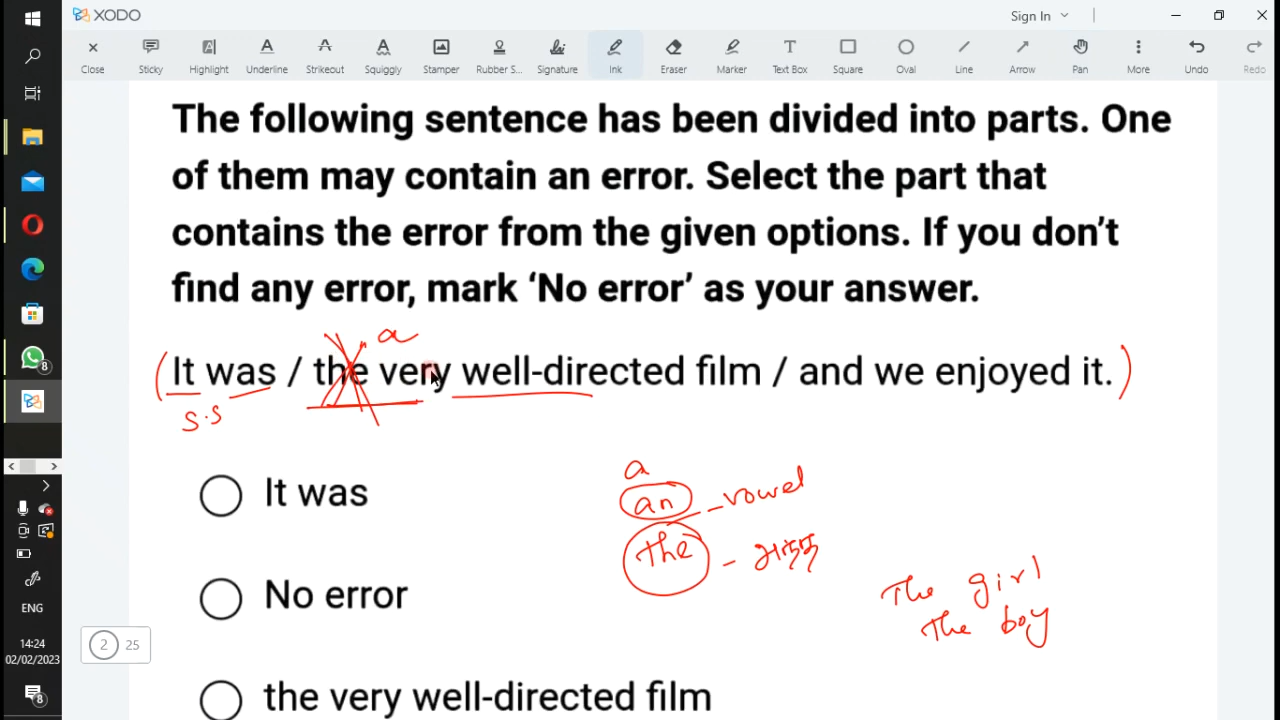 XODO
Sign In
Close
Sticky
Highlight
Underline
Strikeout
Squiggly
Stamper
Rubber S...
Signature
Ink
Eraser
Marker
Text Box
Square
Oval
Line
Arrow
Pan
More
Undo
Redo
The following sentence has been divided into parts. One
of them may contain an error. Select the part that
contains the error from the given options. If you don't
find any error, mark 'No error' as your answer.
a
(It was / the very well-directed film / and we enjoyed it.)
S.S
It was
a
an - vowel
the -
No error
The girl
The boy
the very well-directed film
2 25
8
ENG
14:24
02/02/2023
8